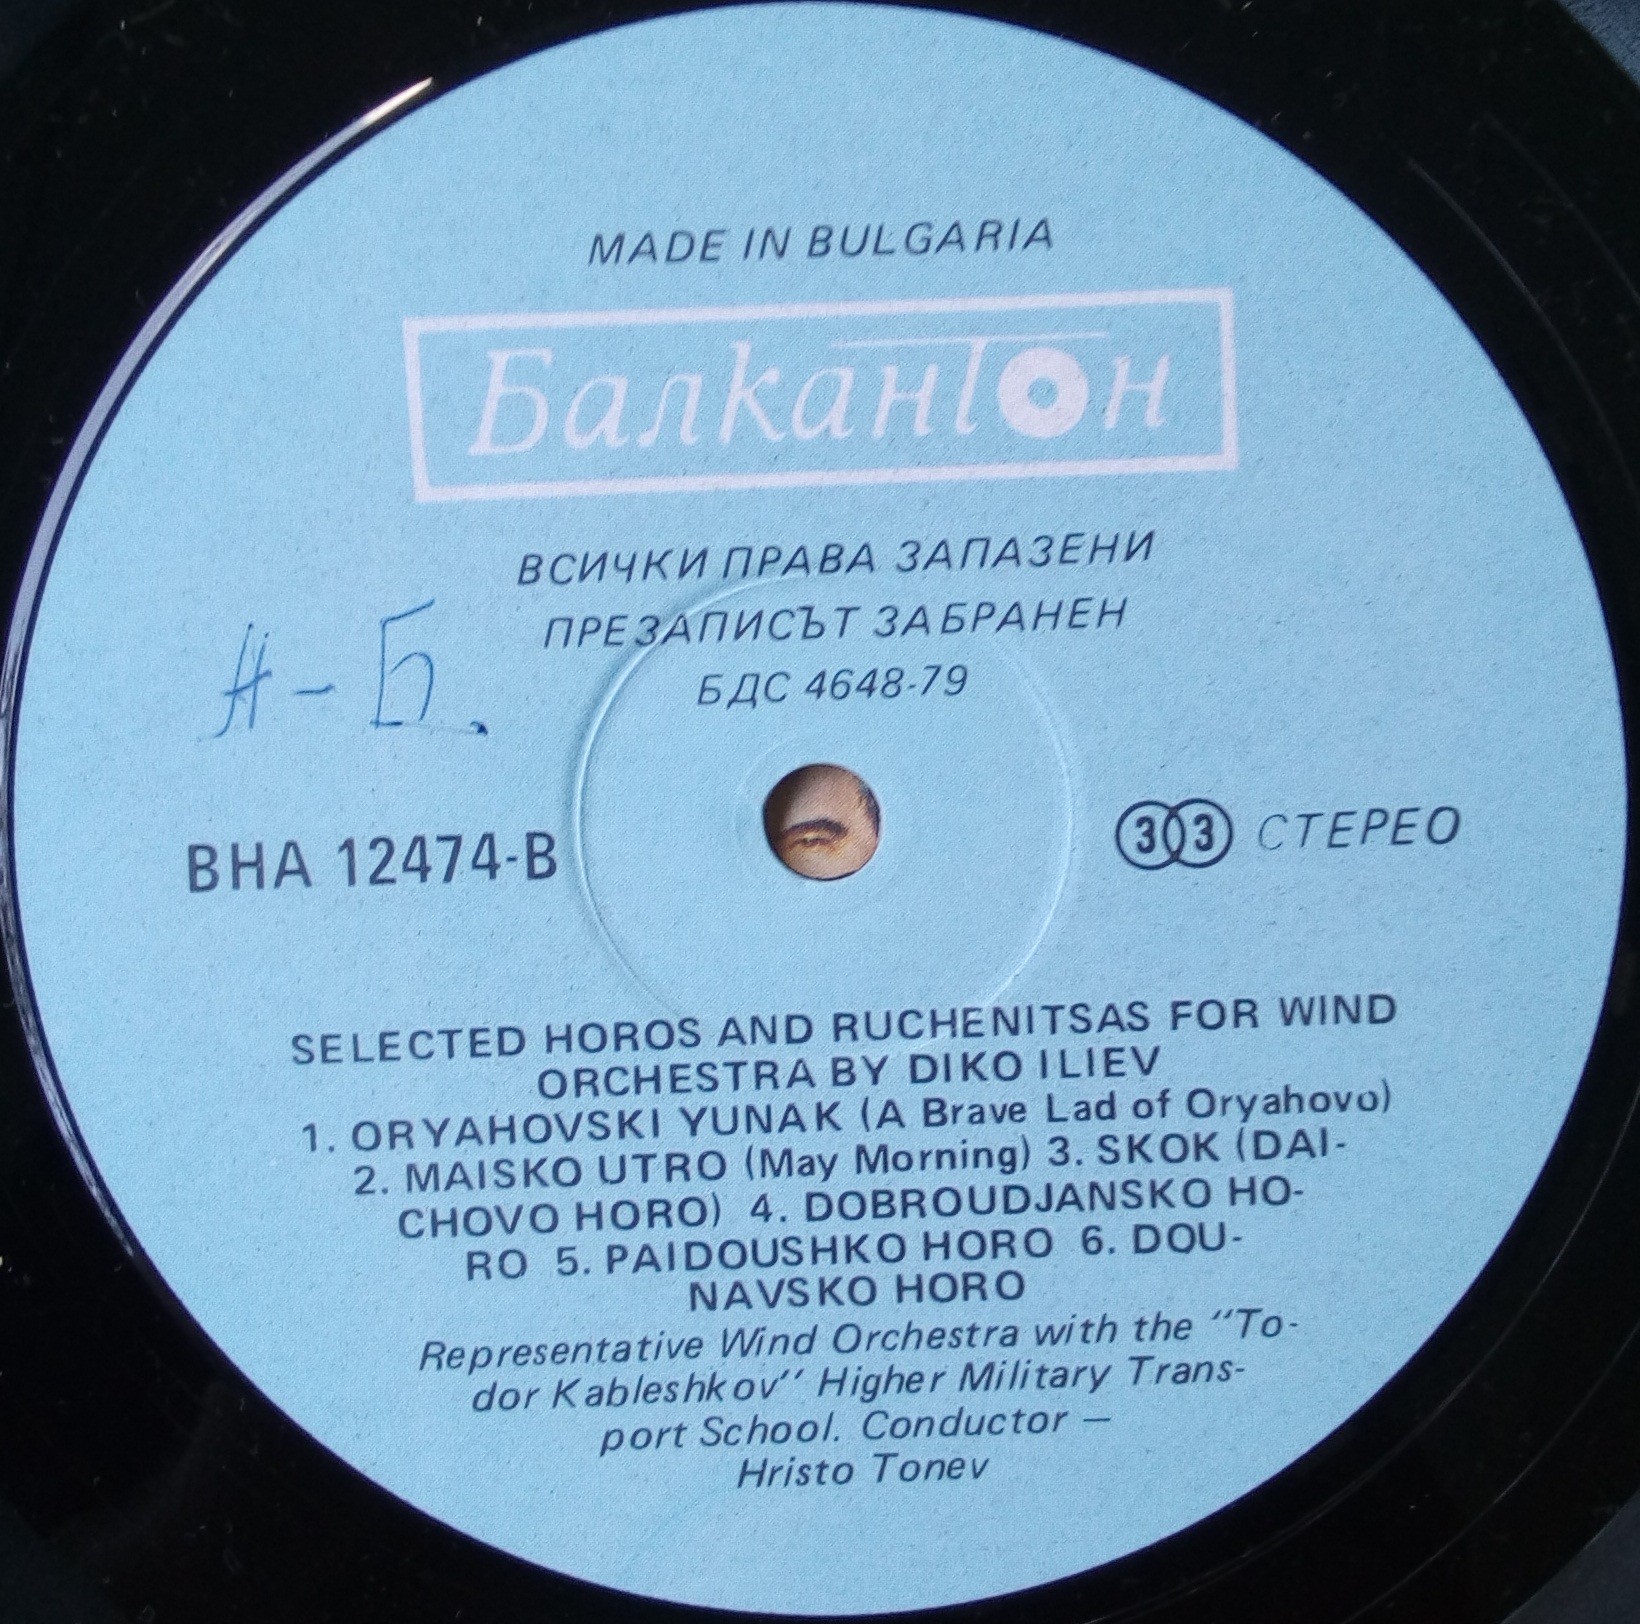 MADE IN BULGARIA
Балкантон
ВСИЧКИ ПРАВА ЗАПАЗЕНИ
ПРЕЗАПИСЪТ ЗАБРАНЕН
БДС 4648-79
А-Б.
ВНА 12474-В
33 СТЕРЕО
SELECTED HOROS AND RUCHENITSAS FOR WIND
ORCHESTRA BY DIKO ILIEV
1. ORYAHOVSKI YUNAK (A Brave Lad of Oryahovo)
2. MAISKO UTRO (May Morning) 3. SKOK (DAI-
CHOVO HORO) 4. DOBROUDJANSKO HO-
RO 5. PAIDOUSHKO HORO 6. DOU-
NAVSKO HORO
Representative Wind Orchestra with the "To-
dor Kableshkov" Higher Military Trans-
port School. Conductor —
Hristo Tonev